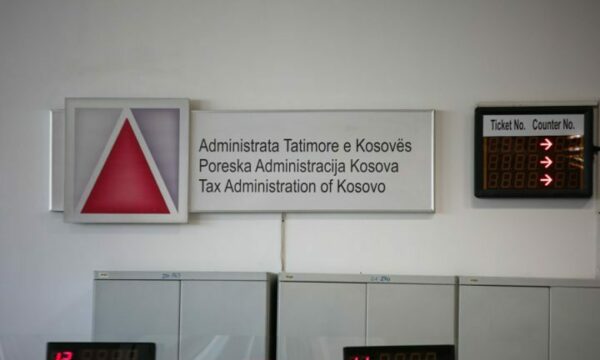 Administrata Tatimore e Kosovës
Poreska Administracija Kosova
Tax Administration of Kosovo
Ticket No. Counter No.